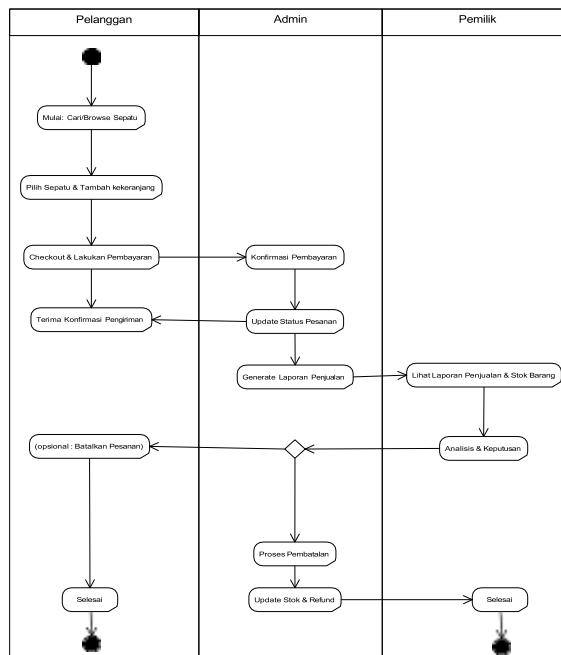 Pelanggan
Admin
Pemilik
Mulai: Cari/Browse Sepatu
Pilih Sepatu & Tambah kekeranjang
Checkout & Lakukan Pembayaran
Konfirmasi Pembayaran
Terima Konfirmasi Pengiriman
Update Status Pesanan
Generate Laporan Penjualan
Lihat Laporan Penjualan & Stok Barang
(opsional : Batalkan Pesanan)
Analisis & Keputusan
Proses Pembatalan
Selesai
Update Stok & Refund
Selesai